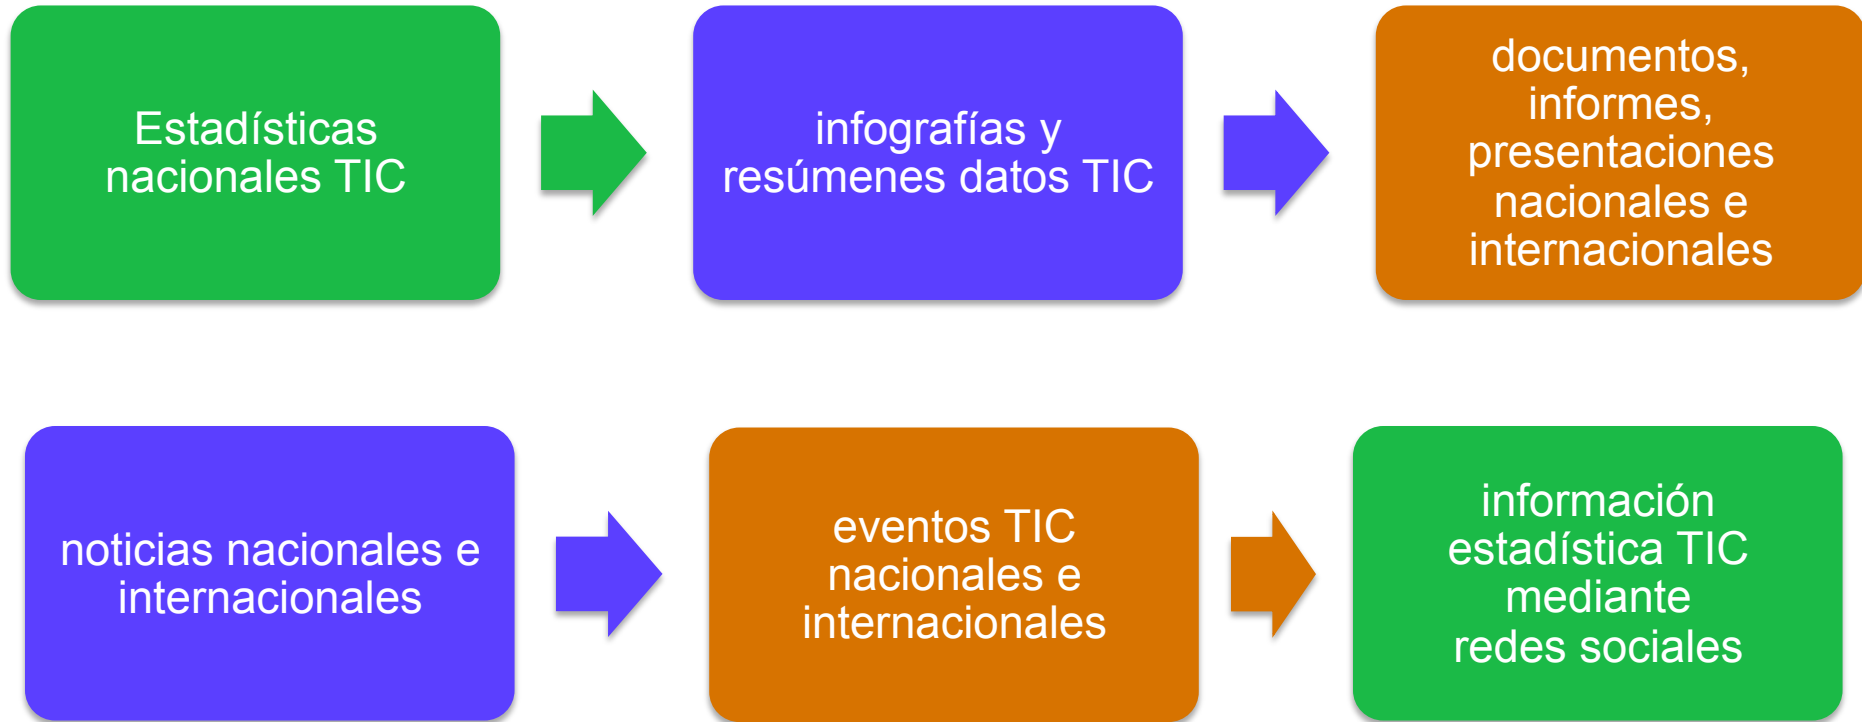 Estadísticas
nacionales TIC
infografías y
resúmenes datos TIC
documentos,
informes,
presentaciones
nacionales e
internacionales
noticias nacionales e
internacionales
eventos TIC
nacionales e
internacionales
información
estadística TIC
mediante
redes sociales